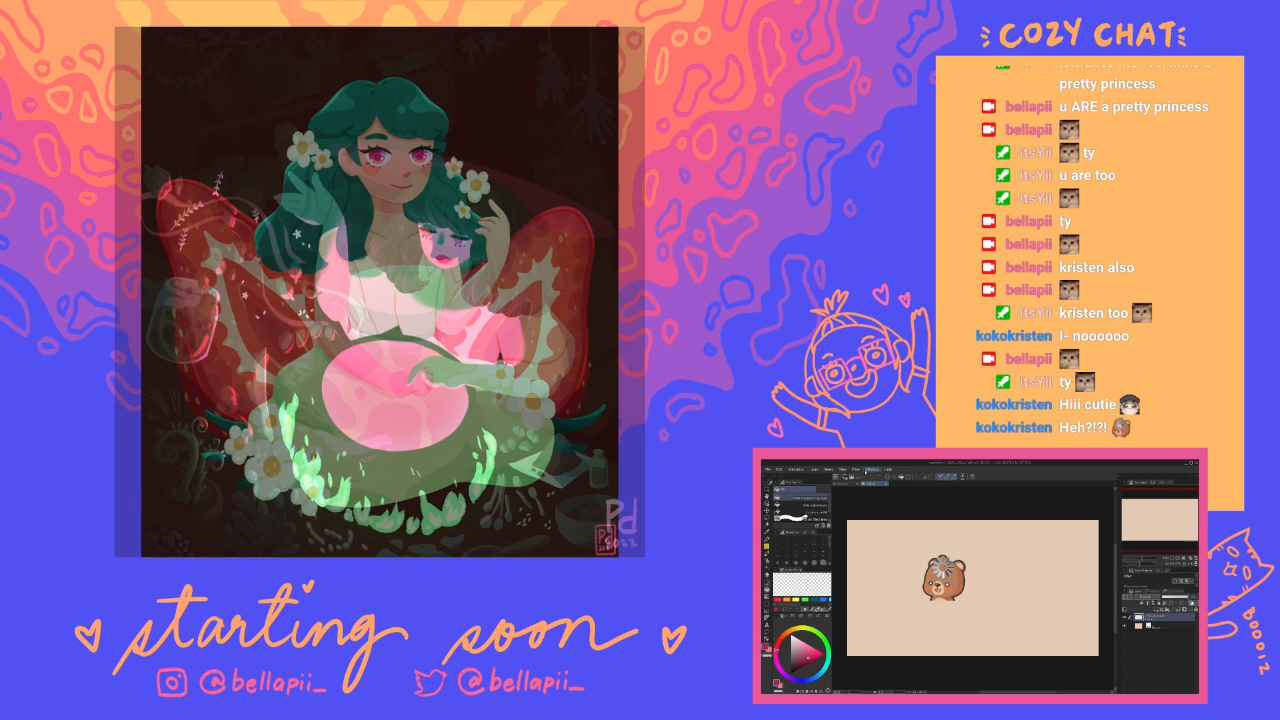 COZY CHAT
pretty princess
bellapii u ARE a pretty princess
bellapii
itsYii ty
itsYii u are too
itsYii
bellapii ty
bellapii
bellapii kristen also
bellapii
itsYii kristen too
kokokristen I- noooooo
bellapii
itsYii ty
kokokristen Hiii cutie
kokokristen Heh?!?!
Pd
2022
starting soon
@bellapii_ @bellapii_
BOO012